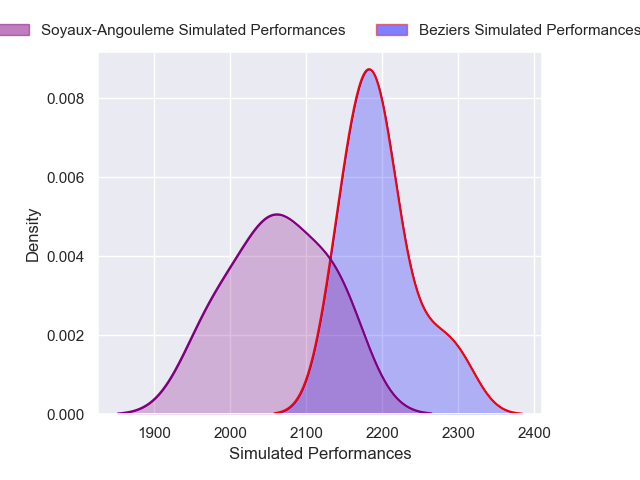 Soyaux-Angouleme Simulated Performances Beziers Simulated Performances
0.008
0.006
0.004
0.002
0.000
Density
1900 2000 2100 2200 2300 2400
Simulated Performances